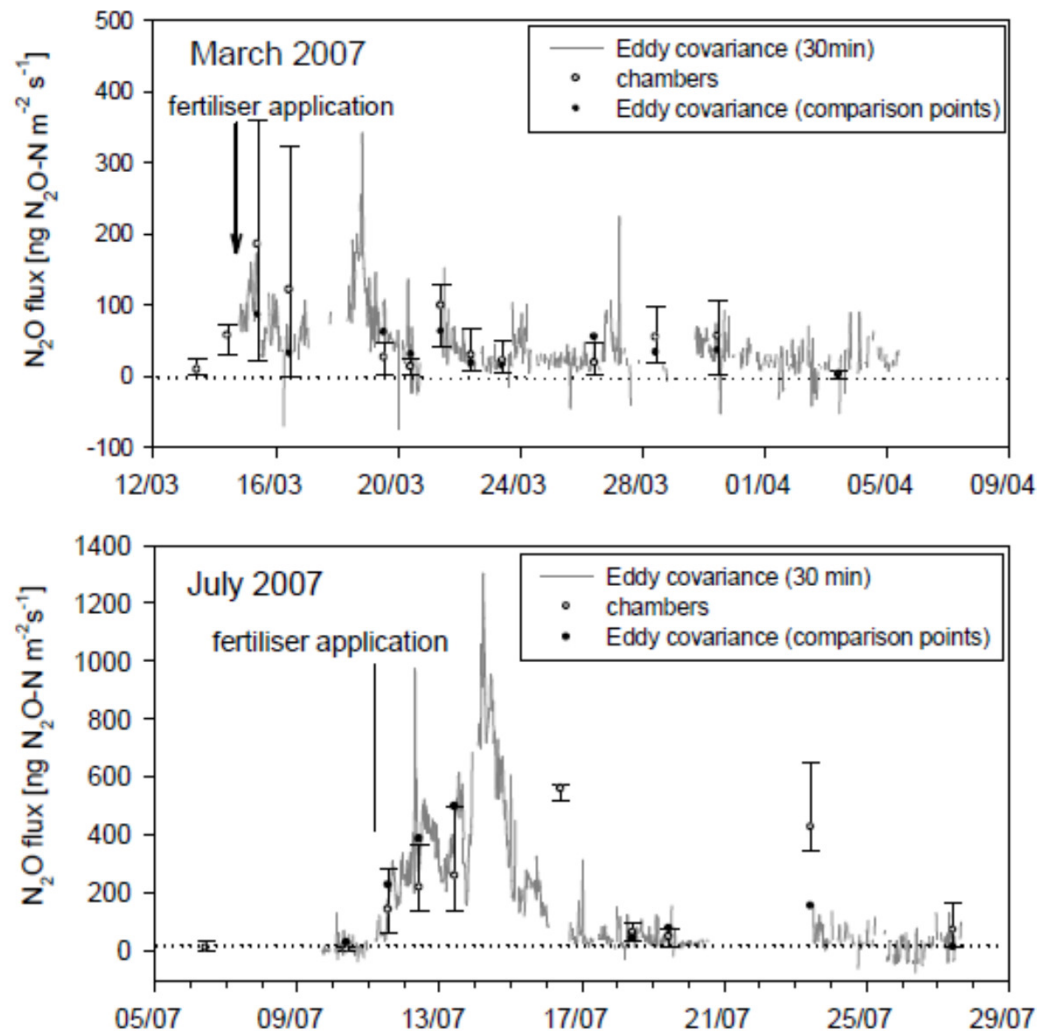 500
400
300
200
100
0
-100
N₂O flux [ng N₂O-N m⁻² s⁻¹]
March 2007
fertiliser application
Eddy covariance (30min)
chambers
Eddy covariance (comparison points)
12/03 16/03 20/03 24/03 28/03 01/04 05/04 09/04
1400
1200
1000
800
600
400
200
0
N₂O flux [ng N₂O-N m⁻²s⁻¹]
July 2007
fertiliser application
Eddy covariance (30 min)
chambers
Eddy covariance (comparison points)
05/07 09/07 13/07 17/07 21/07 25/07 29/07